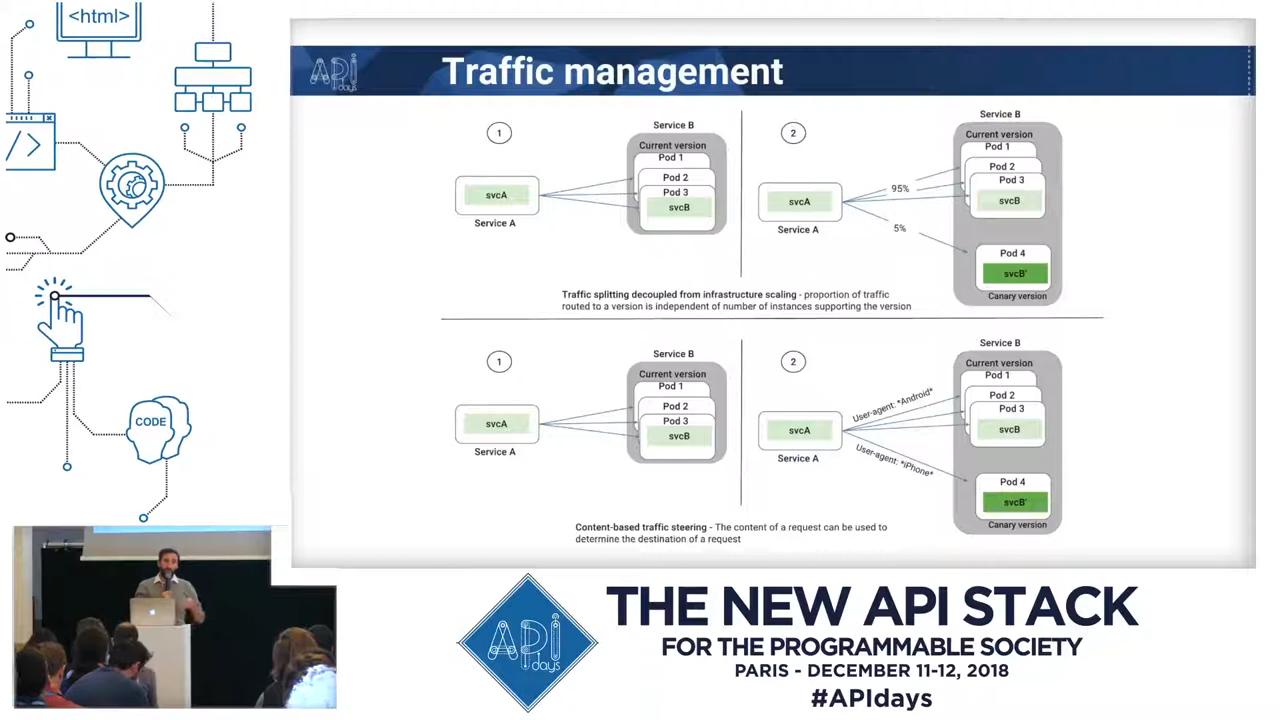 <html>
</>
CODE
API
days
Traffic management
1
svcA
Service A
Service B
Current version
Pod 1
Pod 2
Pod 3
svcB
2
svcA
Service A
95%
5%
Service B
Current version
Pod 1
Pod 2
Pod 3
svcB
Pod 4
svcB'
Canary version
Traffic splitting decoupled from infrastructure scaling - proportion of traffic
routed to a version is independent of number of instances supporting the version
1
svcA
Service A
Service B
Current version
Pod 1
Pod 2
Pod 3
svcB
2
svcA
Service A
User-agent: *Android*
User-agent: *iPhone*
Service B
Current version
Pod 1
Pod 2
Pod 3
svcB
Pod 4
svcB'
Canary version
Content-based traffic steering - The content of a request can be used to
determine the destination of a request
API
days
THE NEW API STACK
FOR THE PROGRAMMABLE SOCIETY
PARIS - DECEMBER 11-12, 2018
#APIdays